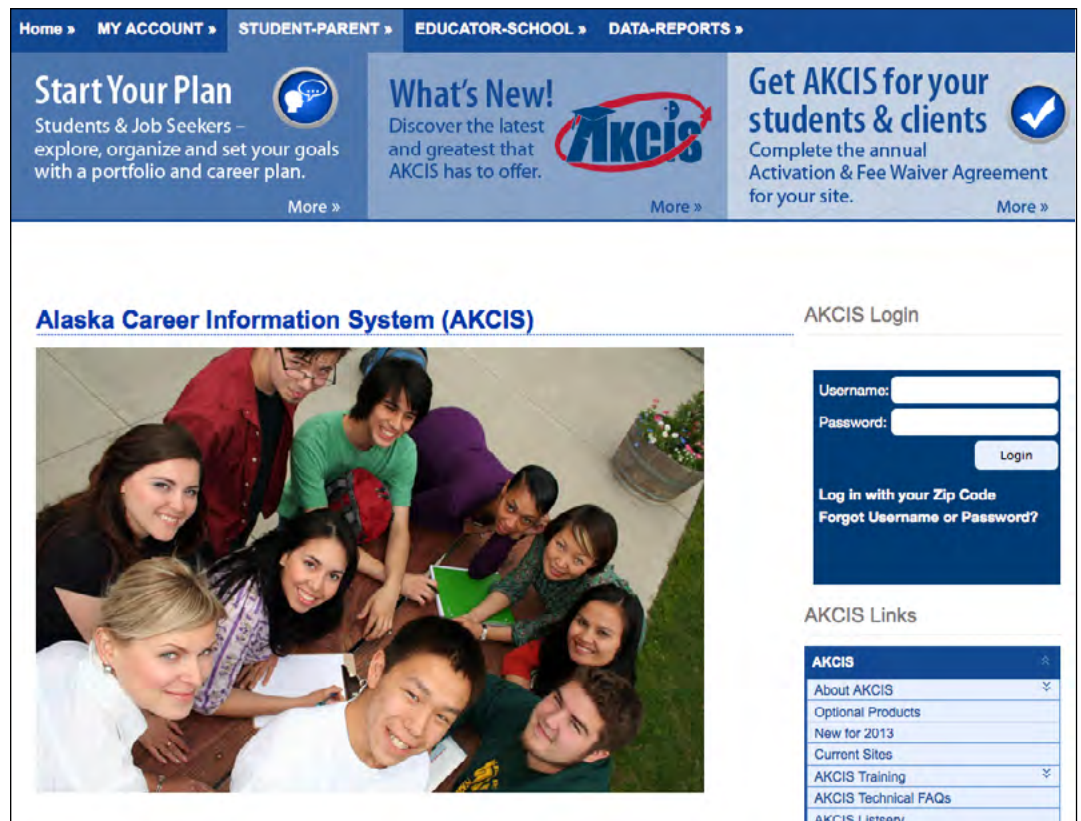 Home » MY ACCOUNT » STUDENT-PARENT » EDUCATOR-SCHOOL » DATA-REPORTS »
Start Your Plan
Students & Job Seekers –
explore, organize and set your goals
with a portfolio and career plan.
More »
What's New!
Discover the latest
and greatest that
AKCIS has to offer.
AKCIS
More »
Get AKCIS for your
students & clients
Complete the annual
Activation & Fee Waiver Agreement
for your site.
More »
Alaska Career Information System (AKCIS)
AKCIS Login
Username:
Password:
Login
Log in with your Zip Code
Forgot Username or Password?
AKCIS Links
AKCIS
About AKCIS
Optional Products
New for 2013
Current Sites
AKCIS Training
AKCIS Technical FAQs
AKCIS Listserv